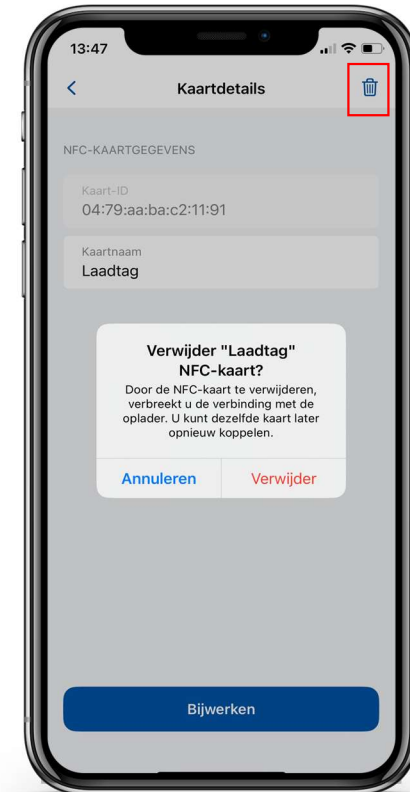 13:47
Kaartdetails
NFC-KAARTGEGEVENS
Kaart-ID
04:79:aa:ba:c2:11:91
Kaartnaam
Laadtag
Verwijder "Laadtag"
NFC-kaart?
Door de NFC-kaart te verwijderen,
verbreekt u de verbinding met de
oplader. U kunt dezelfde kaart later
opnieuw koppelen.
Annuleren Verwijder
Bijwerken